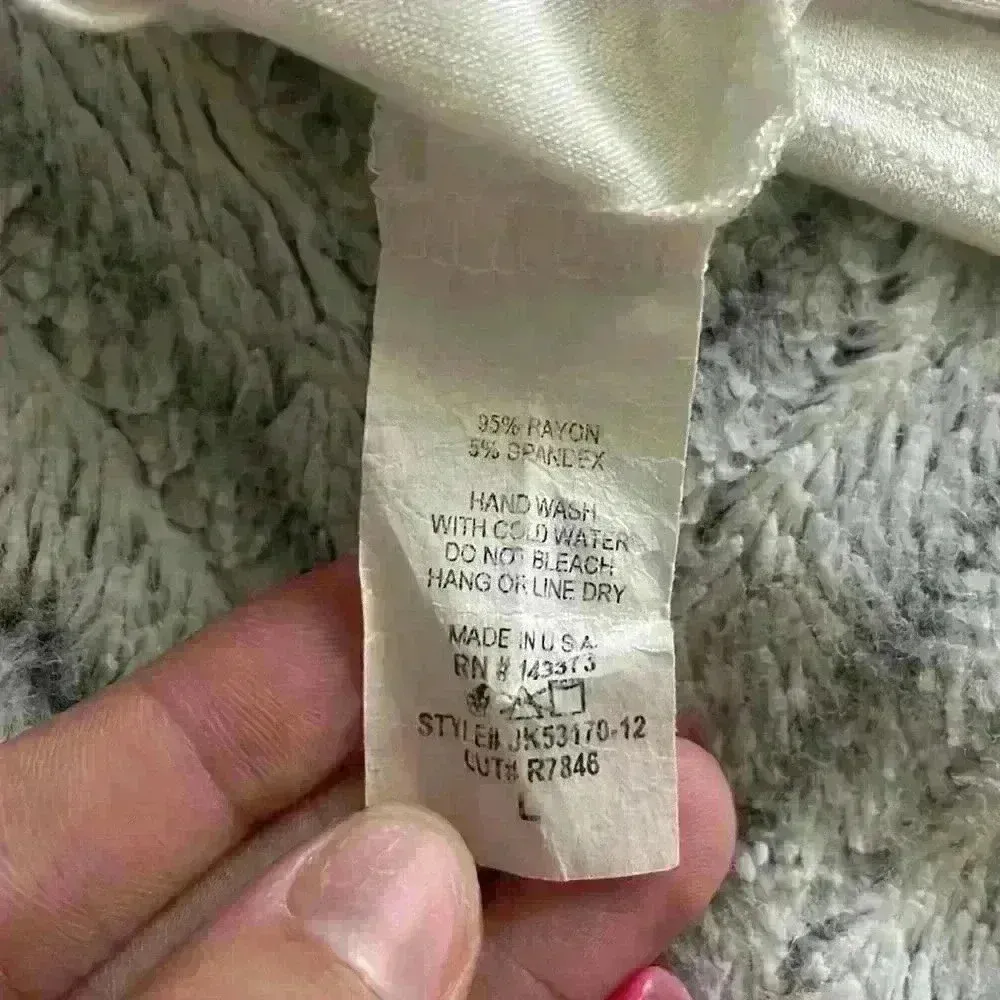 95% RAYON
5% SPANDEX
HAND WASH
WITH COLD WATER
DO NOT BLEACH
HANG OR LINE DRY
MADE IN U S A
RN # 143373
STYLE# JK53170-12
CUT# R7846
L